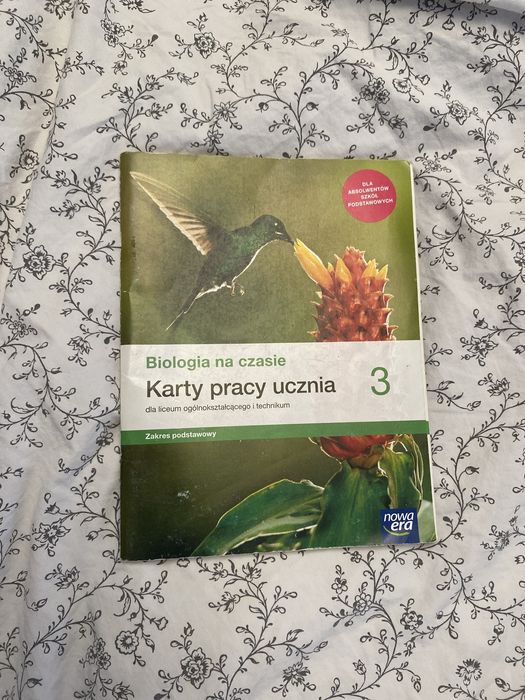 DLA
ABSOLWENTÓW
SZKÓŁ
PODSTAWOWYCH
Biologia na czasie
Karty pracy ucznia 3
dla liceum ogólnokształcącego i technikum
Zakres podstawowy
nowa
era